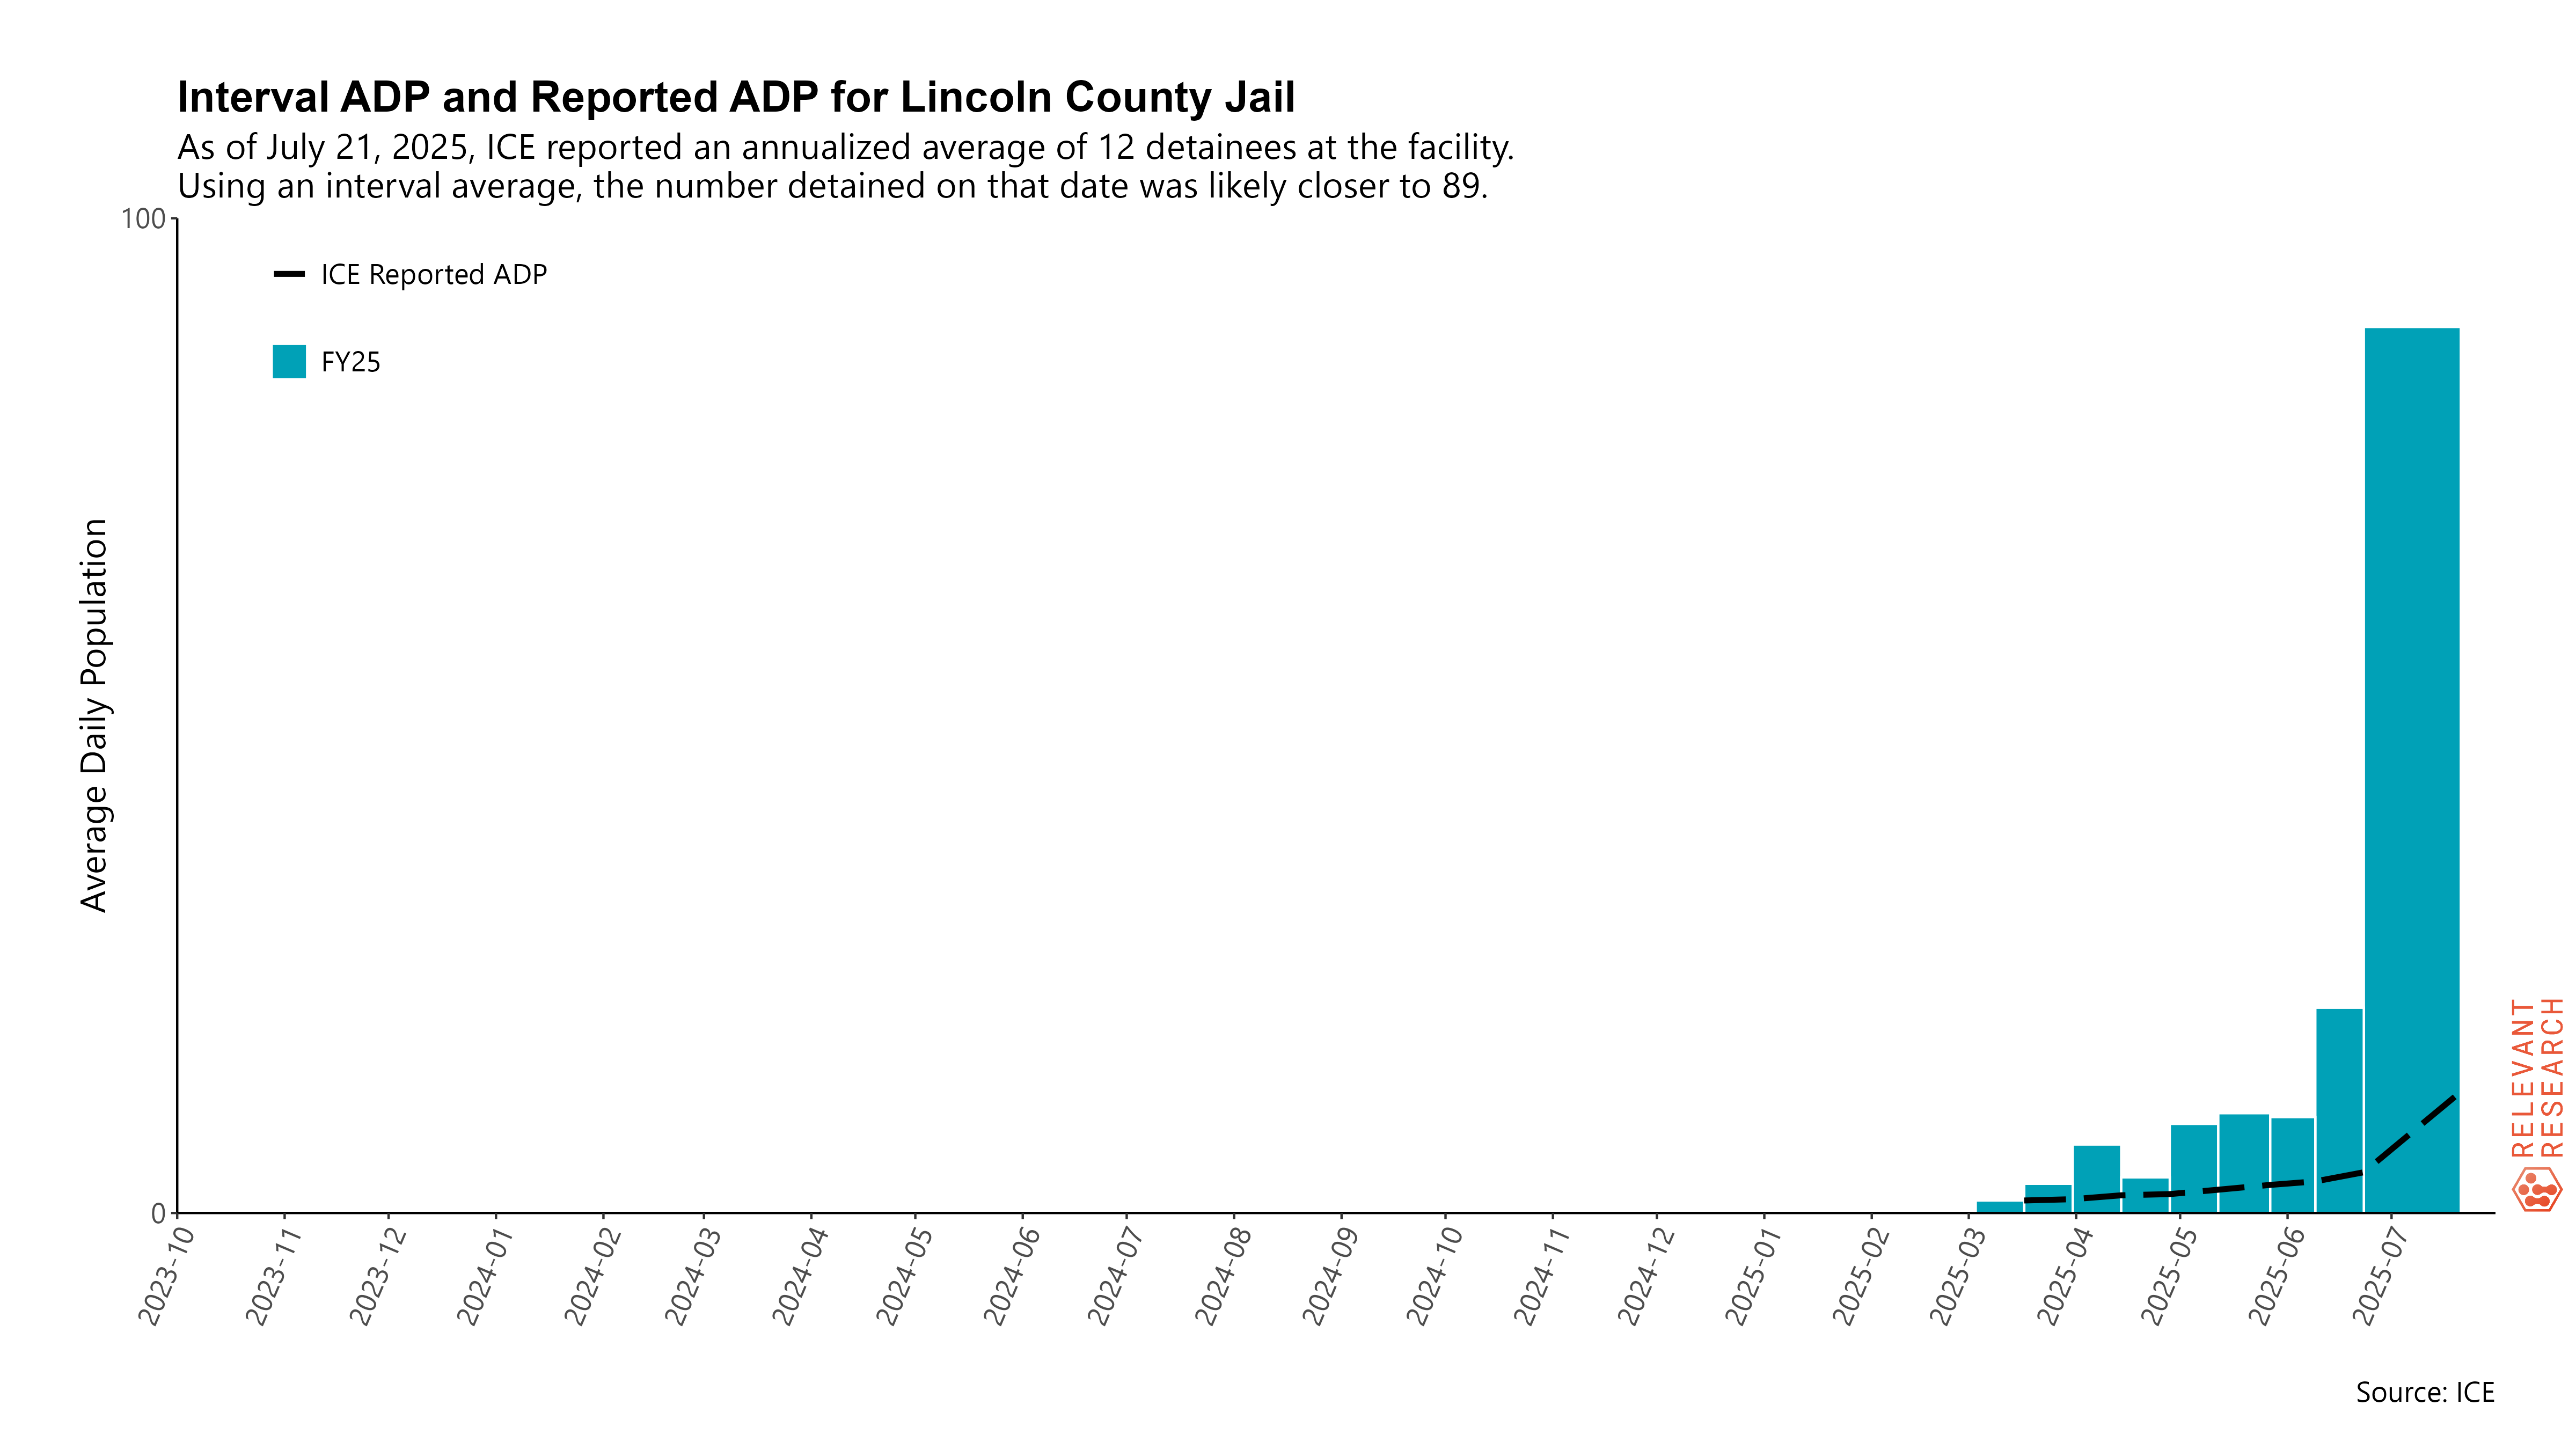 Interval ADP and Reported ADP for Lincoln County Jail
As of July 21, 2025, ICE reported an annualized average of 12 detainees at the facility.
Using an interval average, the number detained on that date was likely closer to 89.
100
ICE Reported ADP
FY25
Average Daily Population
0
2023-10
2023-11
2023-12
2024-01
2024-02
2024-03
2024-04
2024-05
2024-06
2024-07
2024-08
2024-09
2024-10
2024-11
2024-12
2025-01
2025-02
2025-03
2025-04
2025-05
2025-06
2025-07
RELEVANT
RESEARCH
Source: ICE